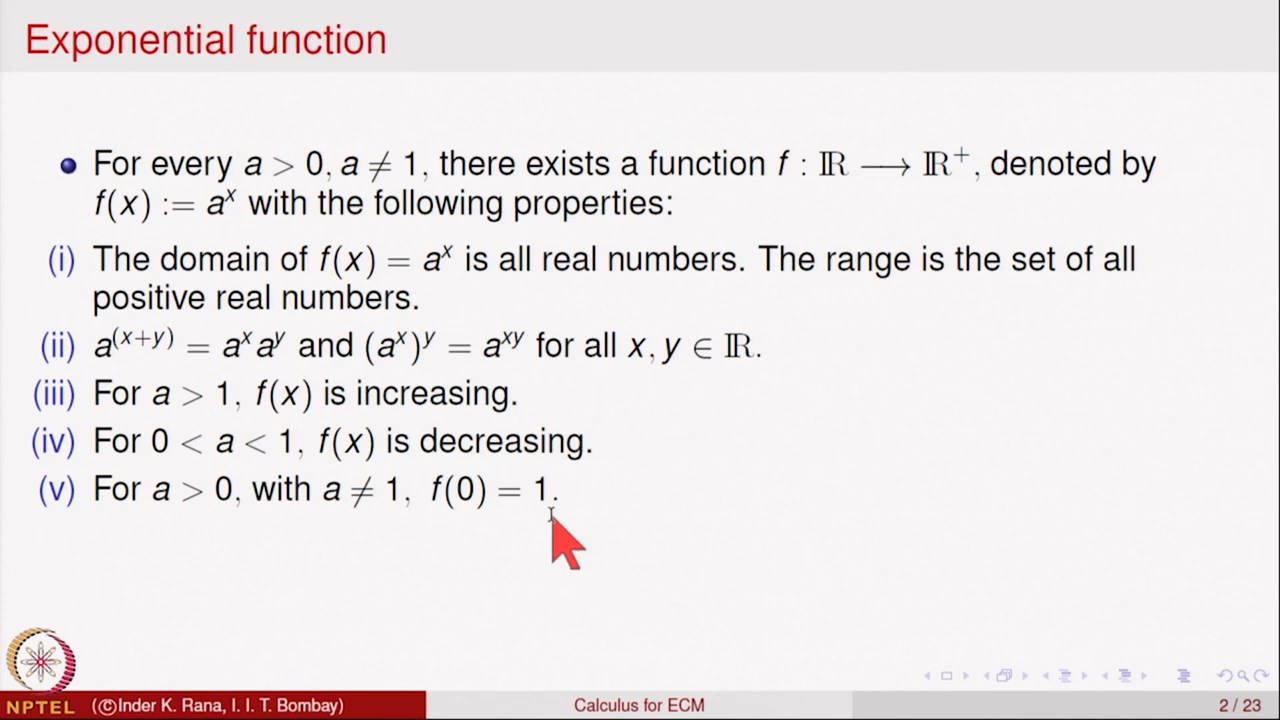 Exponential function
For every a > 0, a ≠ 1, there exists a function f : ℝ ⟶ ℝ⁺, denoted by
f(x) := aˣ with the following properties:
(i) The domain of f(x) = aˣ is all real numbers. The range is the set of all
positive real numbers.
(ii) a⁽ˣ⁺ʸ⁾ = aˣaʸ and (aˣ)ʸ = aˣʸ for all x, y ∈ ℝ.
(iii) For a > 1, f(x) is increasing.
(iv) For 0 < a < 1, f(x) is decreasing.
(v) For a > 0, with a ≠ 1, f(0) = 1.
NPTEL (©Inder K. Rana, I. I. T. Bombay) Calculus for ECM 2 / 23